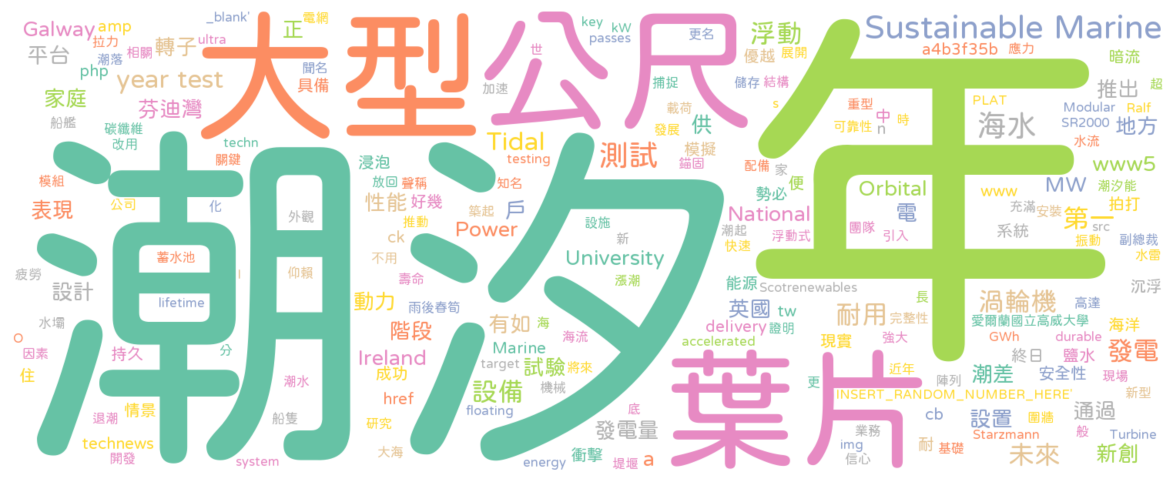 潮汐
年
大型
公尺
葉片
Sustainable Marine
Galway
amp
_blank'
電網
正
拉力
相關
轉子
ultra
平台
潮落
聞名
php
year test
具備
家庭
芬迪灣
船艦
碳纖維
改用
techn
關鍵
世
加速
key
kW
passes
更名
浮動
捕捉
優越
展開
儲存
結構
載荷
s
發展
供
模擬
錨固
Tidal
testing
測試
a4b3f35b
應力
暗流
推出
超
重型
中
n
時
可靠性
PLAT
海水
Modular
Ralf
SR2000
地方
水流
配備
家
便
勢必
www5
MW
www
潮汐能
拍打
Orbital
電
充滿
安裝
第一
src
團隊
引入
系統
振動
副總裁
水雷
National
潮起
浮動式
快速
模組
表現
公司
化
外觀
浸泡
放回
聲稱
知名
性能
好幾
推動
築起
戶
設施
ck
Power
新
疲勞
設計
蓄水池
l
仰賴
不用
壽命
University
漲潮
lifetime
動力
雨後春筍
水壩
o
因素
持久
分
階段
有如
海
海流
Ireland
Marine
住
成功
target
試驗
將來
潮水
href
設備
機械
情景
退潮
船隻
floating
底
technews
研究
發電量
開發
system
大海
energy
衝擊
堤堰
a
能源
Scotrenewables
長
沉浮
英國
tw
耐用
渦輪機
高達
delivery
證明
完整性
愛爾蘭國立高威大學
海洋
accelerated
現實
強大
GWh
durable
發電
近年
終日
鹽水
更
陣列
潮差
安全性
現場
INSERT_RANDOM_NUMBER_HERE'
新型
cb
設置
圍牆
通過
業務
耐
基礎
Starzmann
般
Turbine
img
信心
未來
新創